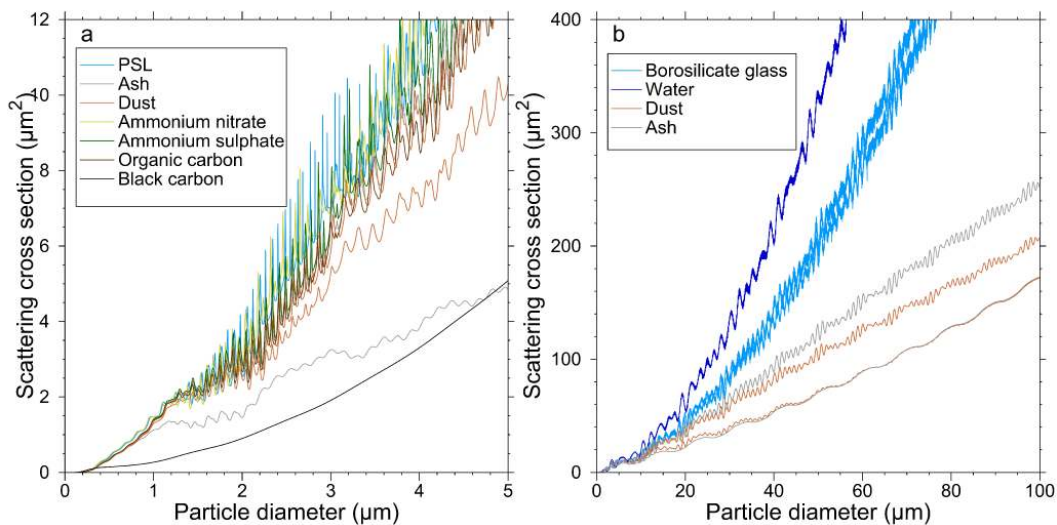 a
PSL
Ash
Dust
Ammonium nitrate
Ammonium sulphate
Organic carbon
Black carbon
Scattering cross section (µm²)
12
10
8
6
4
2
0
0 1 2 3 4 5
Particle diameter (µm)
b
Borosilicate glass
Water
Dust
Ash
Scattering cross section (µm²)
400
300
200
100
0
0 20 40 60 80 100
Particle diameter (µm)